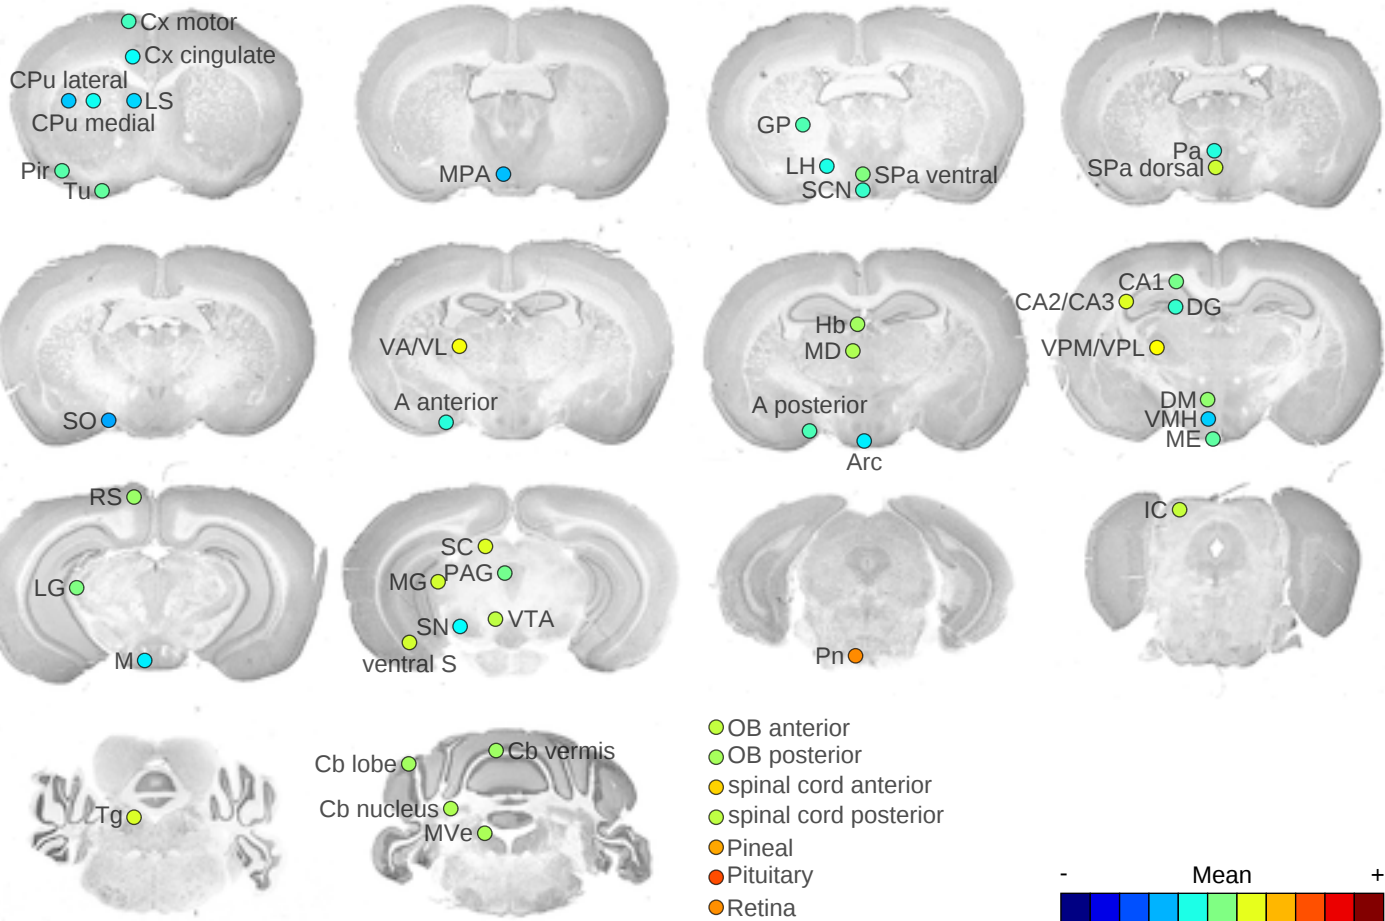 Cx motor
Cx cingulate
CPu lateral
LS
CPu medial
Pir
Tu
MPA
GP
LH
SPa ventral
SCN
Pa
SPa dorsal
SO
VA/VL
A anterior
Hb
MD
A posterior
Arc
CA1
CA2/CA3
DG
VPM/VPL
DM
VMH
ME
RS
LG
M
SC
PAG
MG
VTA
SN
ventral S
Pn
IC
Tg
Cb vermis
Cb lobe
Cb nucleus
MVe
OB anterior
OB posterior
spinal cord anterior
spinal cord posterior
Pineal
Pituitary
Retina
- Mean +